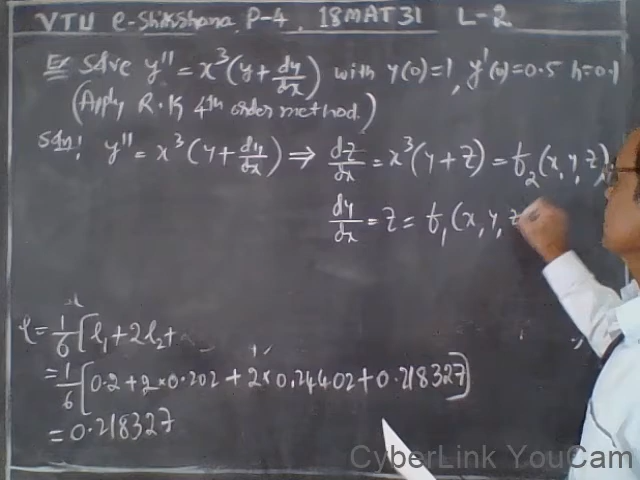 VTU e-Shikshana P-4, 18MAT31 L-2
Ex Solve y'' = x³(y + dy/dx) with y(0)=1, y'(0)=0.5 h=0.1
(Apply R.K 4th order method.)
Soln: y'' = x³(y + dy/dx) ⇒ dz/dx = x³(y+z) = f₂(x,y,z)
dy/dx = z = f₁(x,y,z
l = 1/6 [l₁ + 2l₂ +
= 1/6 [0.2 + 2×0.202 + 2×0.24402 + 0.218327]
= 0.218327
CyberLink YouCam